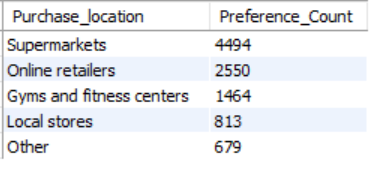 Purchase_location Preference_Count
Supermarkets 4494
Online retailers 2550
Gyms and fitness centers 1464
Local stores 813
Other 679